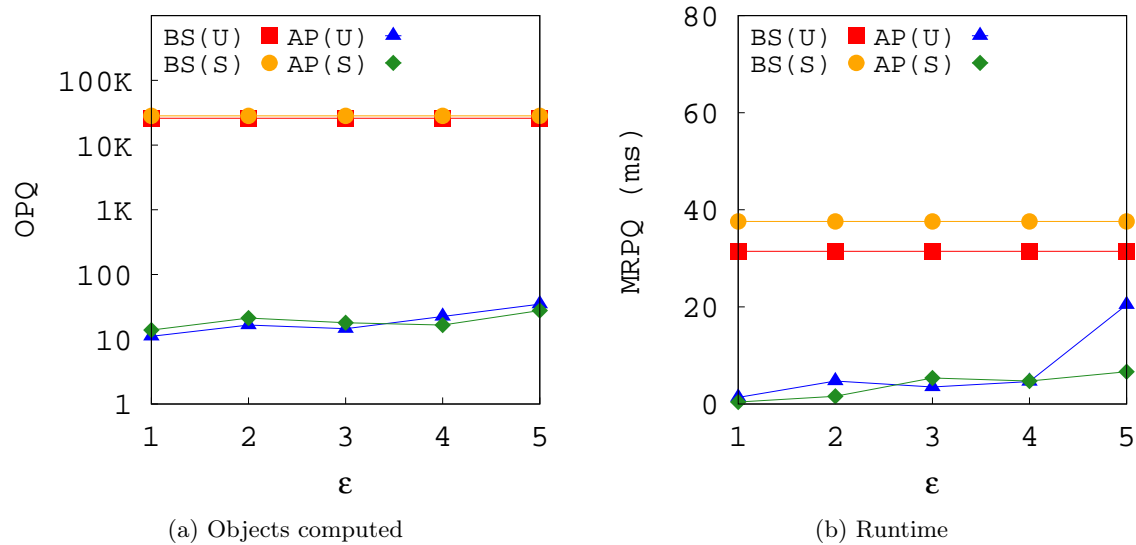 BS(U) AP(U)
BS(S) AP(S)
100K
10K
1K
100
10
1
OPQ
1 2 3 4 5
ε
(a) Objects computed
80
BS(U) AP(U)
BS(S) AP(S)
60
40
20
0
MRPQ (ms)
1 2 3 4 5
ε
(b) Runtime